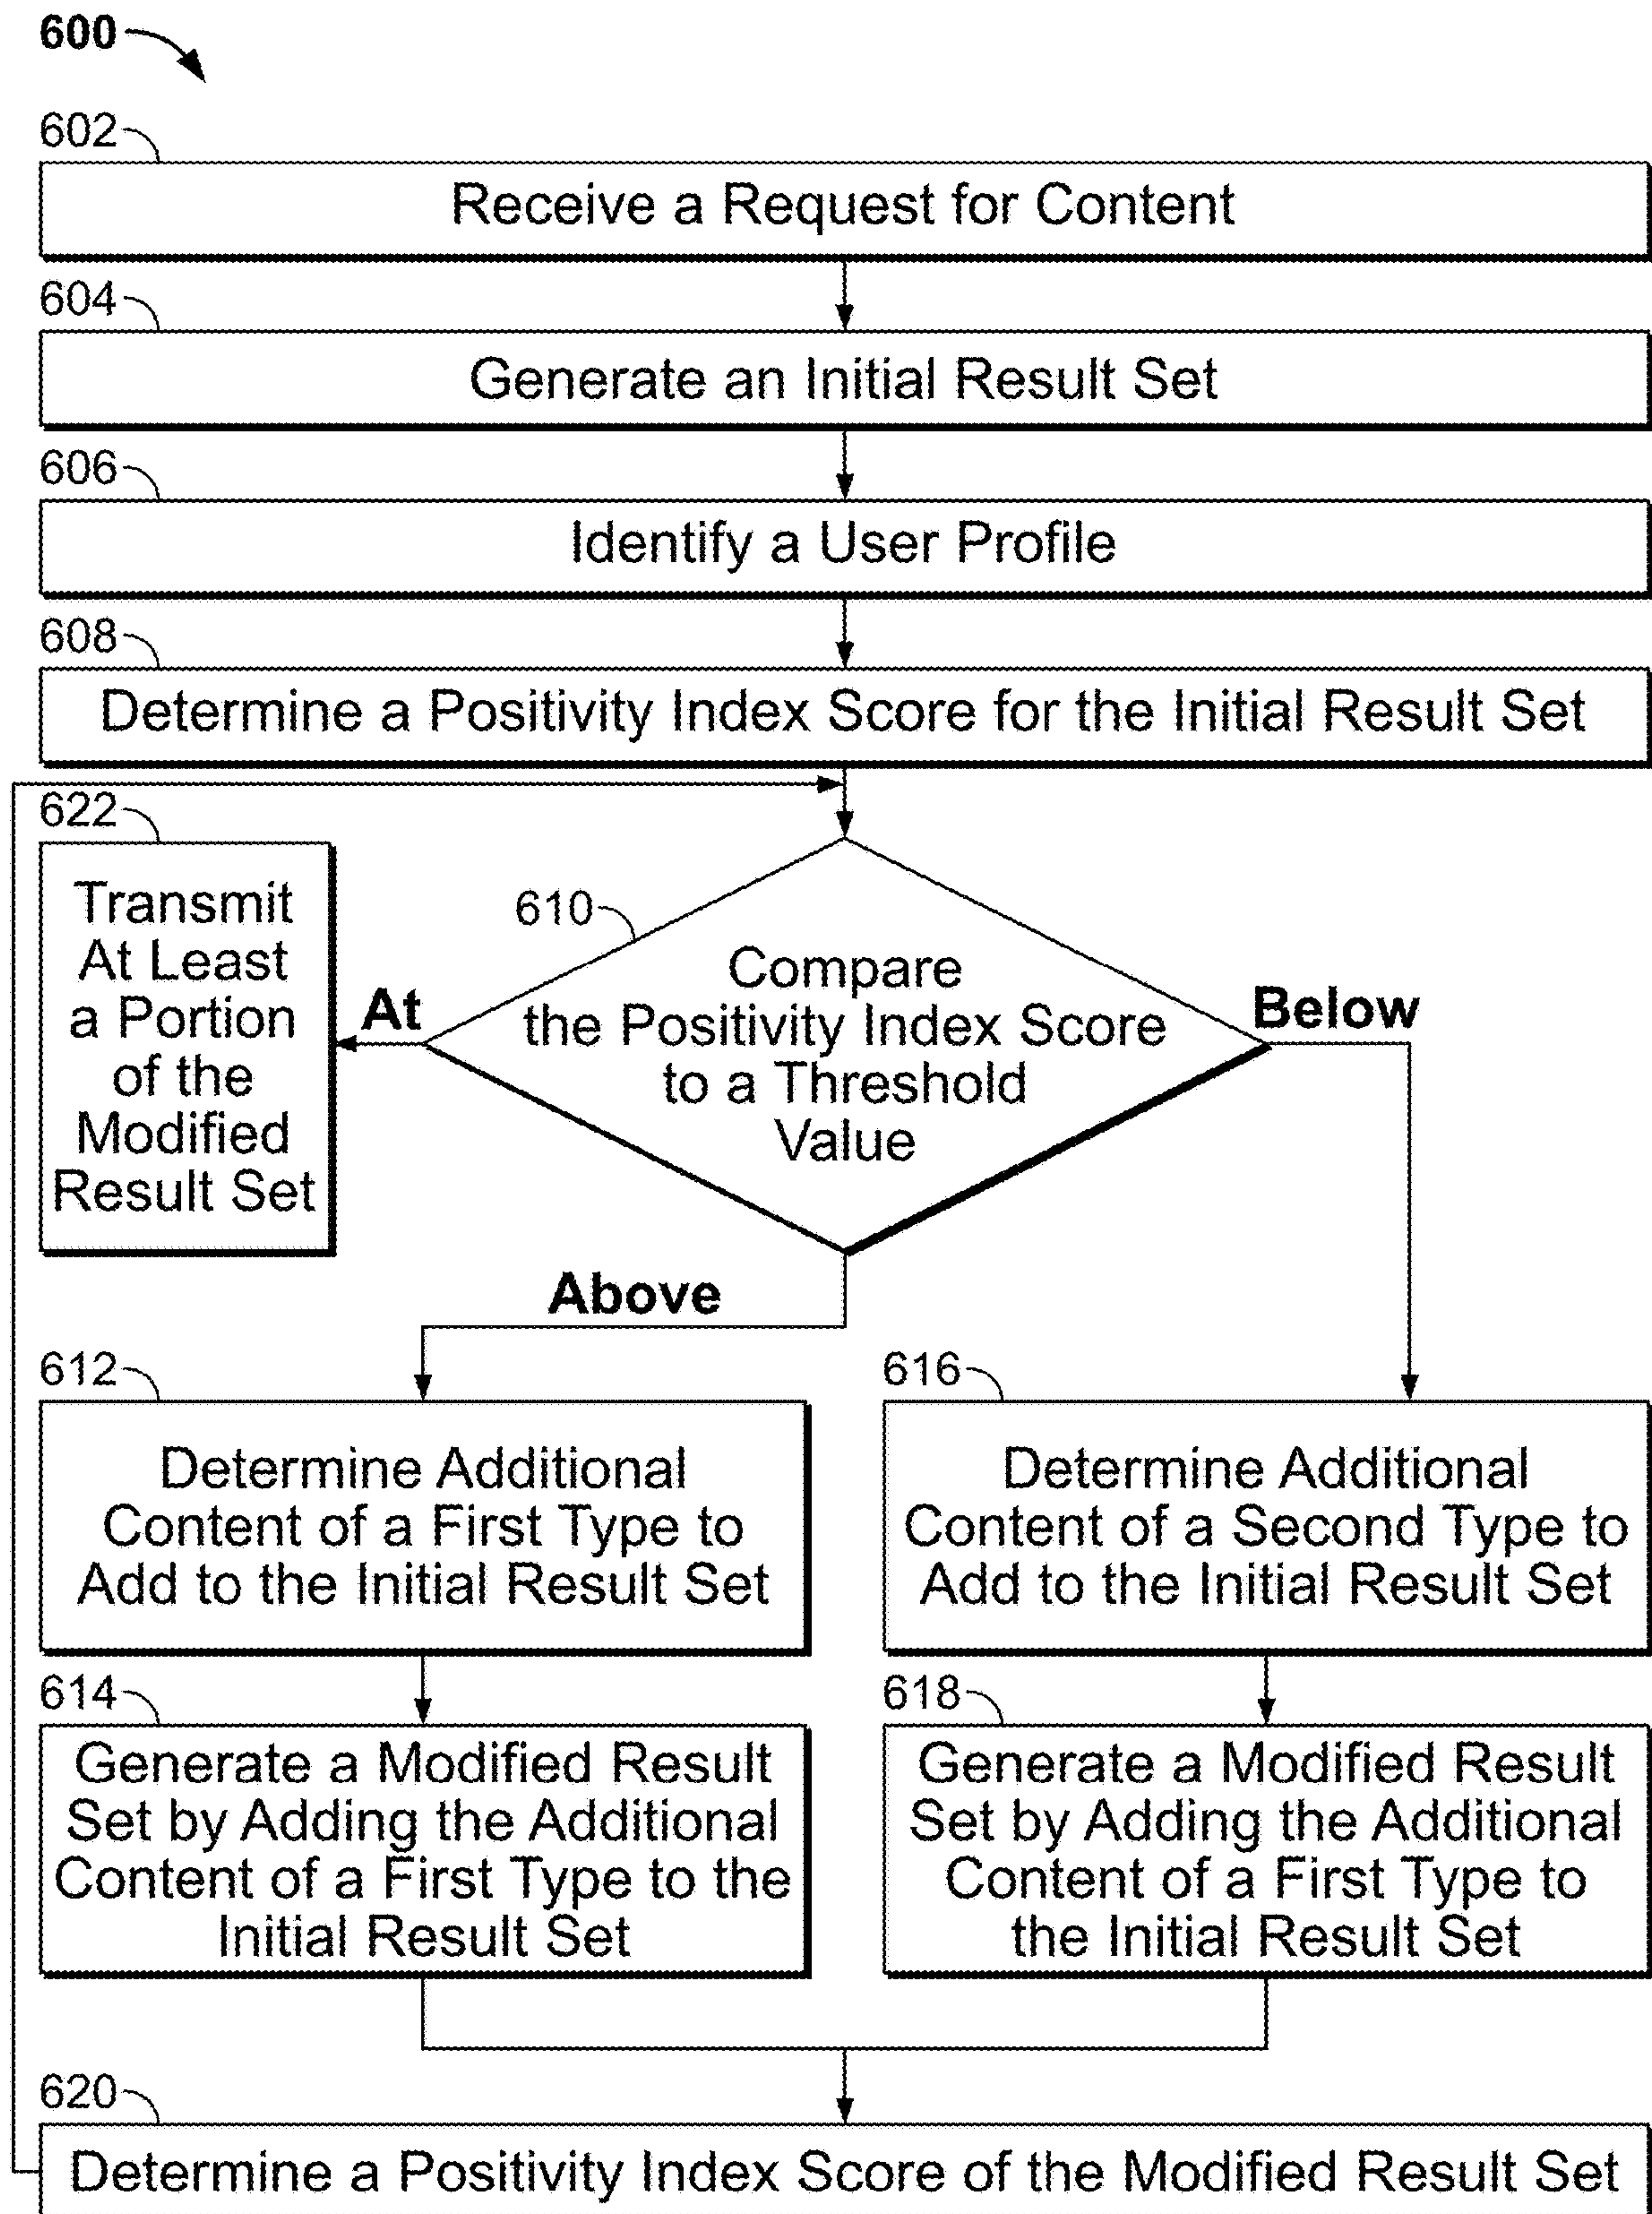 600
602
Receive a Request for Content
604
Generate an Initial Result Set
606
Identify a User Profile
608
Determine a Positivity Index Score for the Initial Result Set
622
Transmit
At Least
a Portion
of the
Modified
Result Set
At
610
Compare
the Positivity Index Score
to a Threshold
Value
Below
Above
612
Determine Additional
Content of a First Type to
Add to the Initial Result Set
616
Determine Additional
Content of a Second Type to
Add to the Initial Result Set
614
Generate a Modified Result
Set by Adding the Additional
Content of a First Type to the
Initial Result Set
618
Generate a Modified Result
Set by Adding the Additional
Content of a First Type to
the Initial Result Set
620
Determine a Positivity Index Score of the Modified Result Set